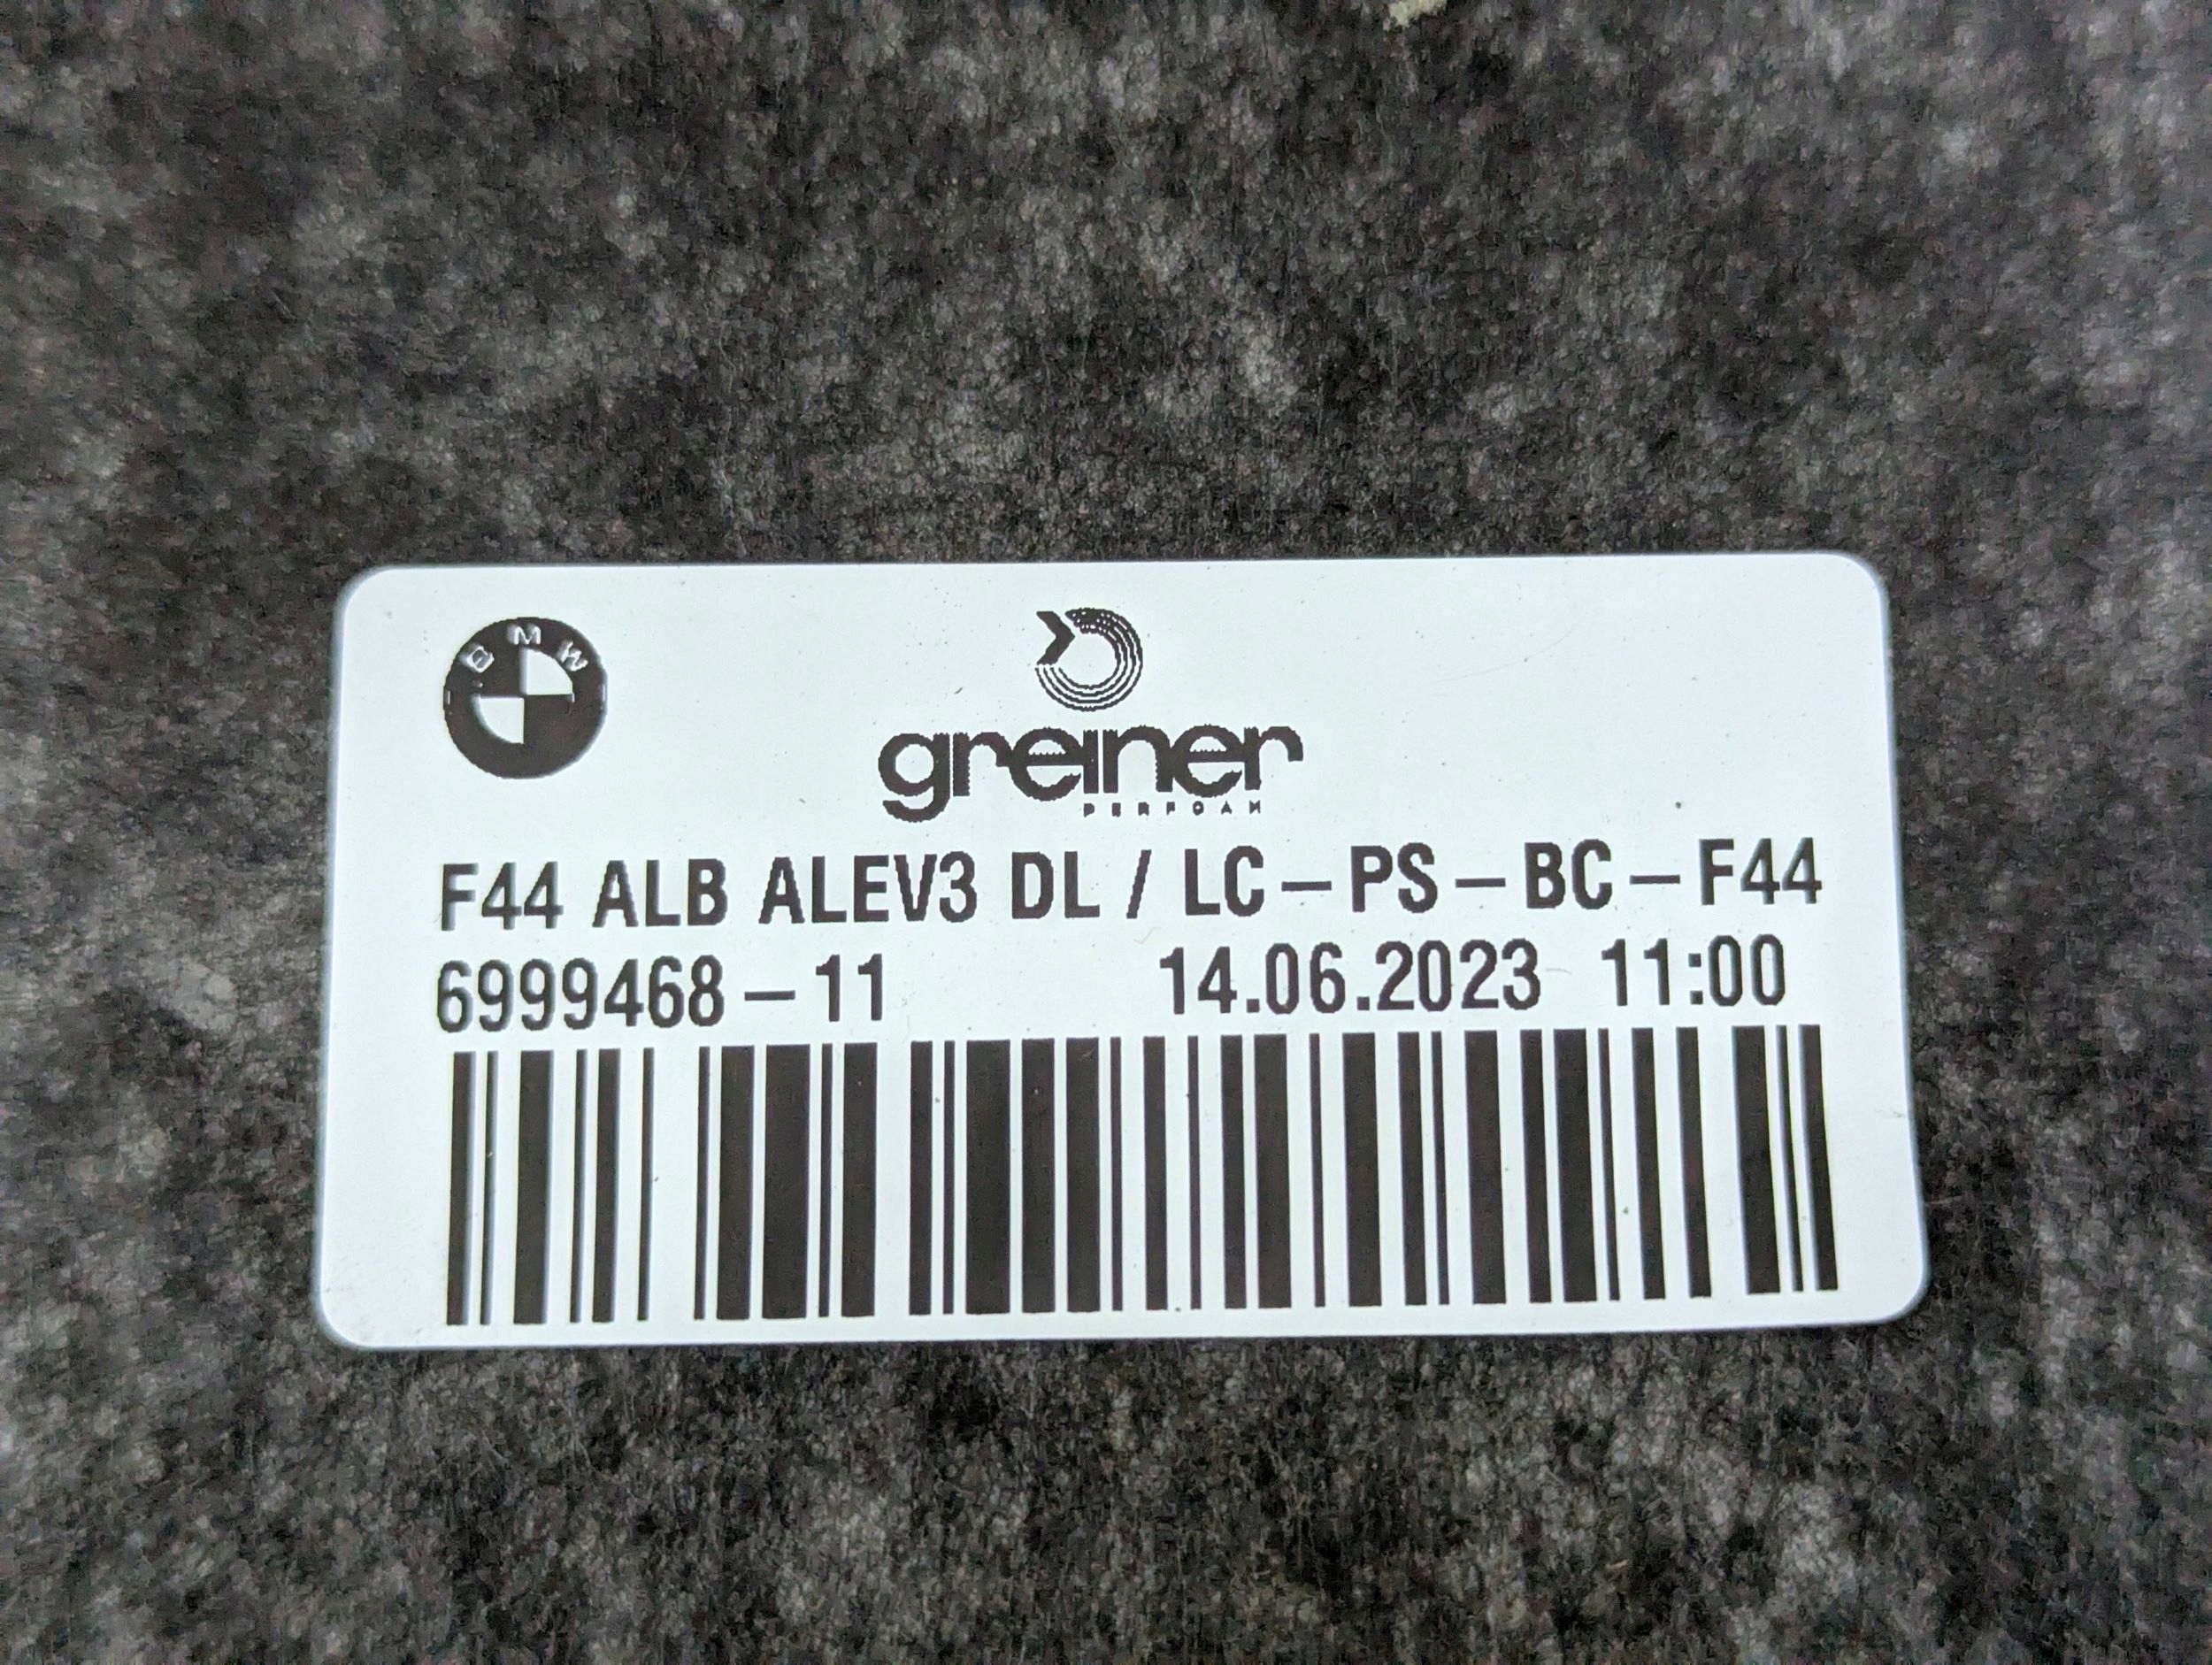 BMW
greiner
PERFOAM
F44 ALB ALEV3 DL / LC-PS-BC-F44
6999468-11 14.06.2023 11:00